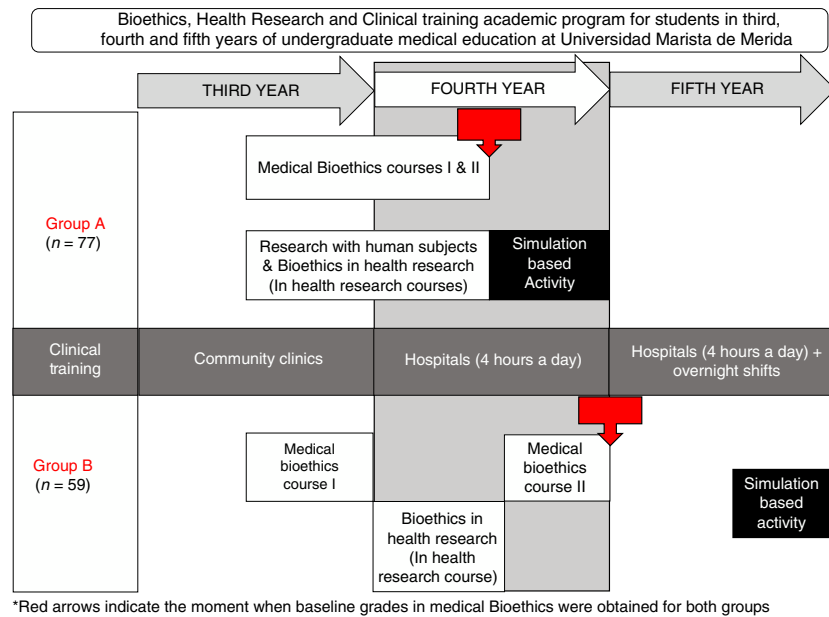 Bioethics, Health Research and Clinical training academic program for students in third,
fourth and fifth years of undergraduate medical education at Universidad Marista de Merida
THIRD YEAR
FOURTH YEAR
FIFTH YEAR
Medical Bioethics courses I & II
Group A
(n = 77)
Research with human subjects
& Bioethics in health research
(In health research courses)
Simulation
based
Activity
Clinical
training
Community clinics
Hospitals (4 hours a day)
Hospitals (4 hours a day) +
overnight shifts
Group B
(n = 59)
Medical
bioethics
course I
Medical
bioethics
course II
Bioethics in
health research
(In health
research course)
Simulation
based
activity
*Red arrows indicate the moment when baseline grades in medical Bioethics were obtained for both groups